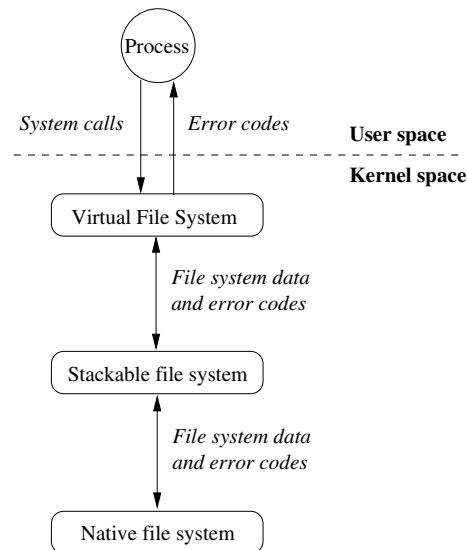 Process
System calls
Error codes
User space
Kernel space
Virtual File System
File system data
and error codes
Stackable file system
File system data
and error codes
Native file system